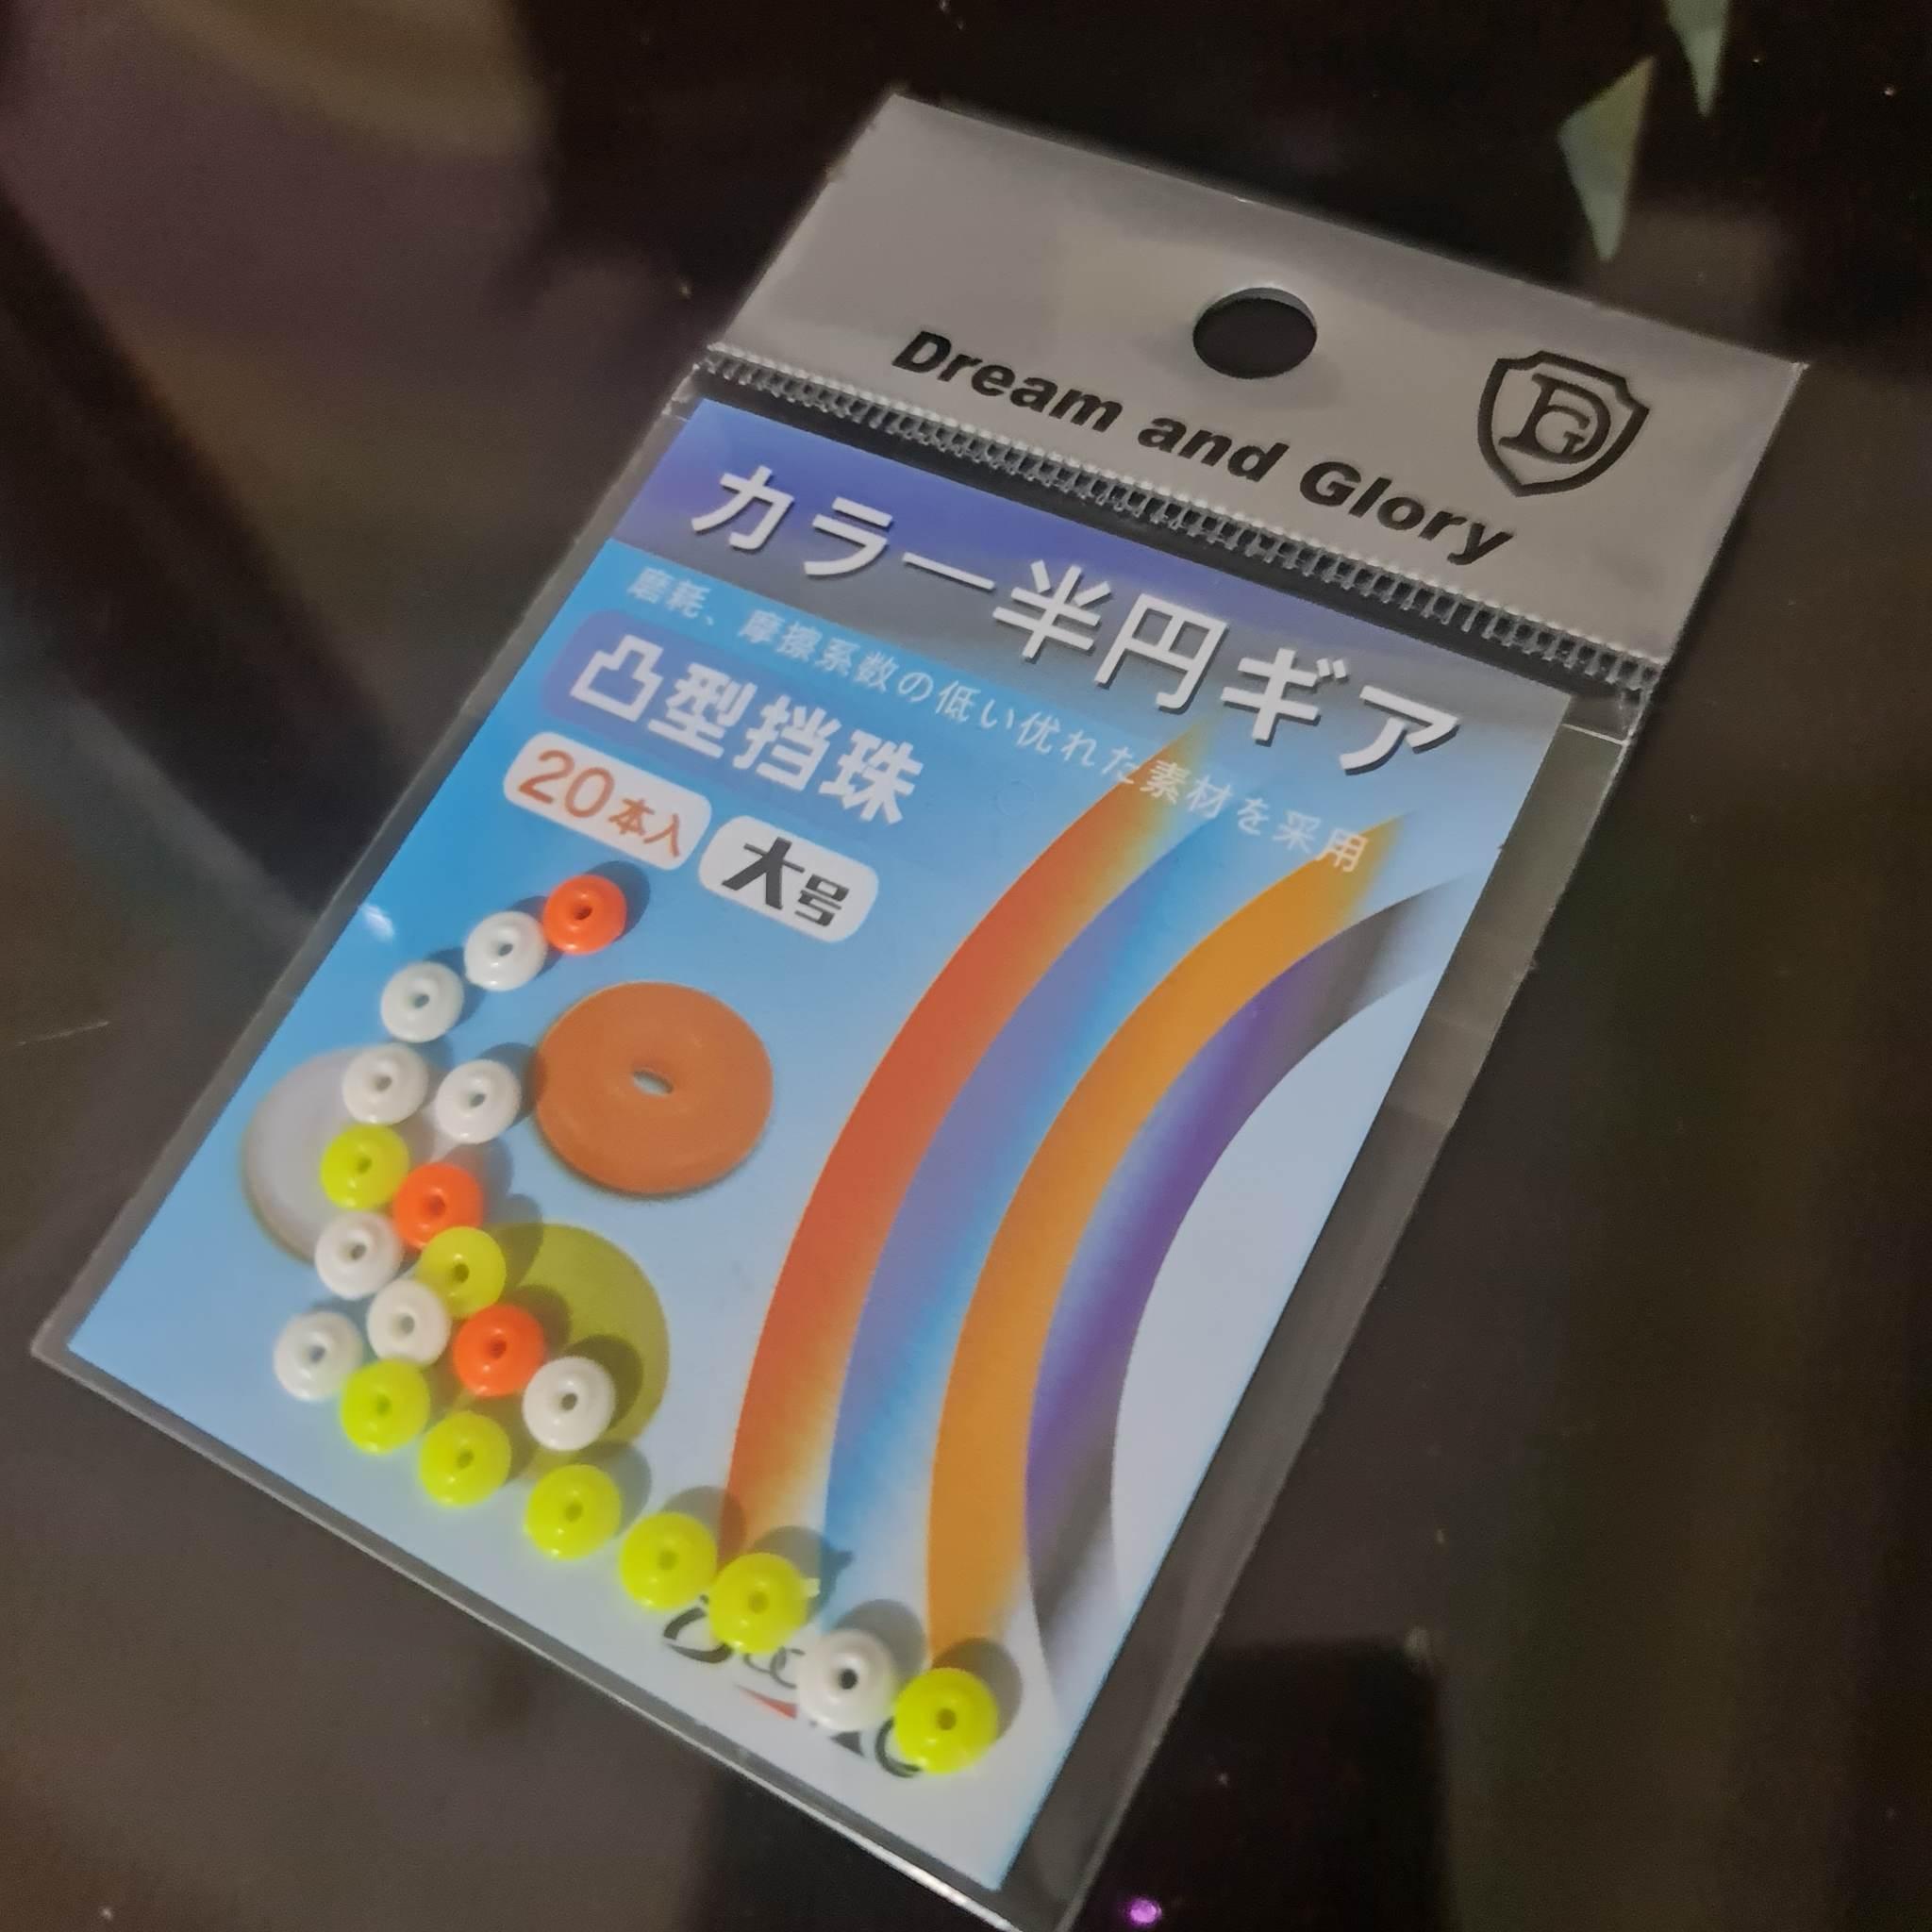 Dream and Glory
DG
カラー半円ギア
磨耗、摩擦系数の低い优れた素材を采用
凸型挡珠
20本入
大号